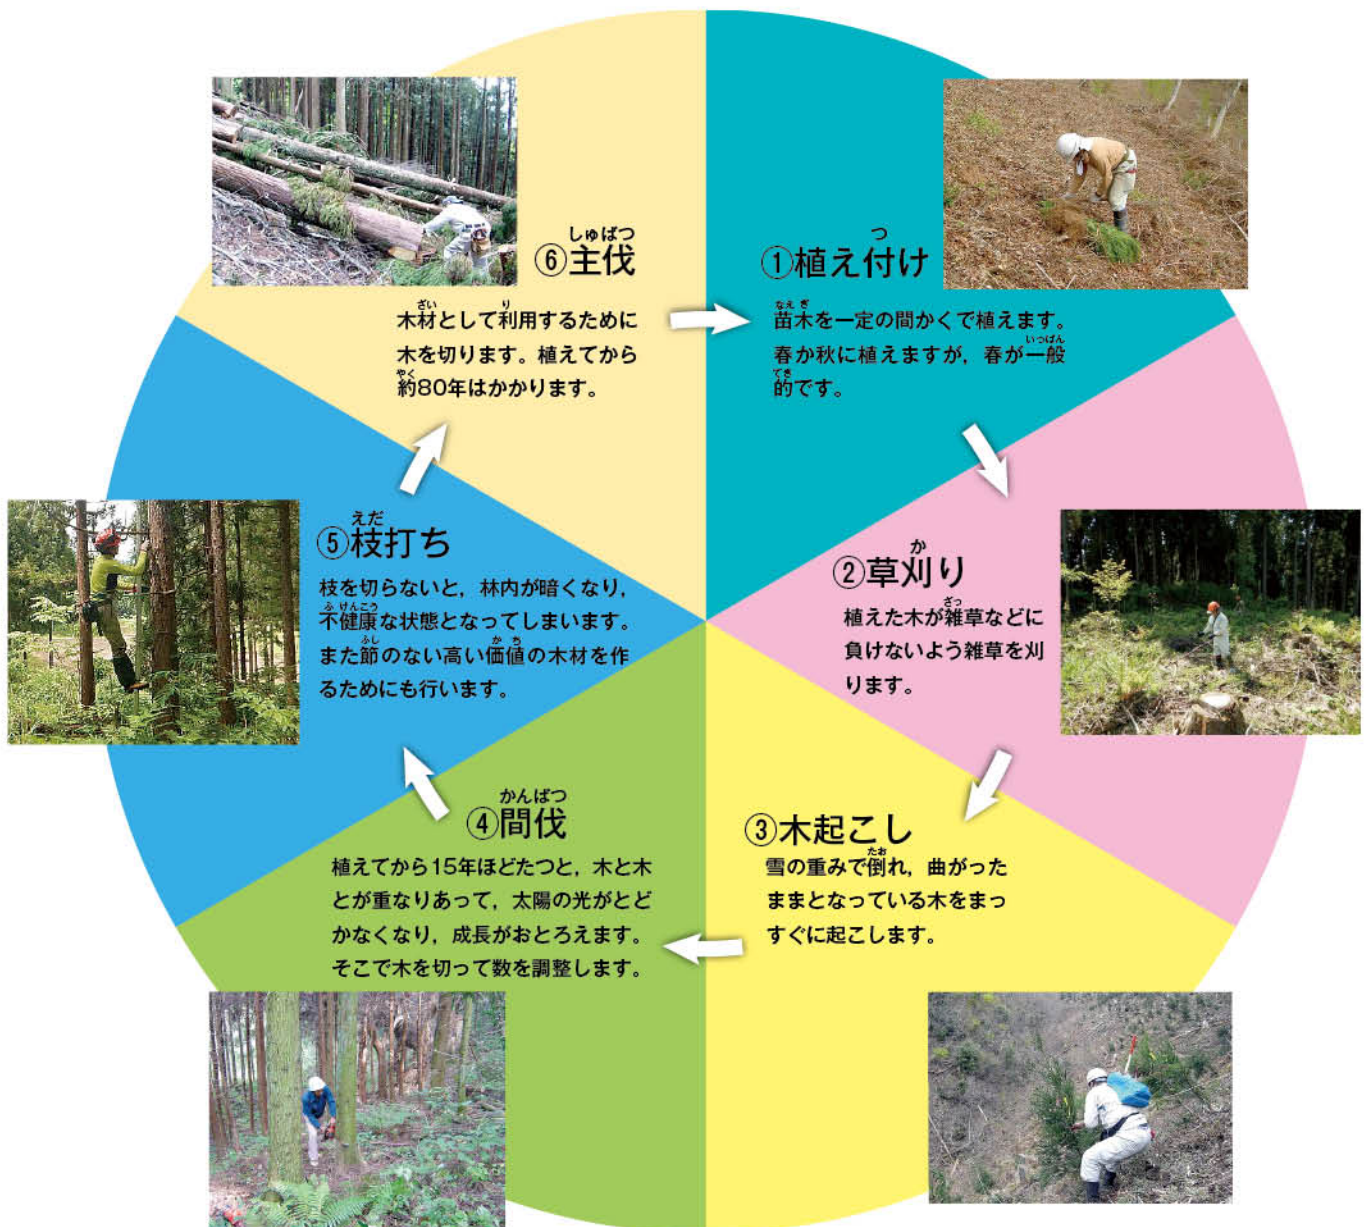 ①植え付け
苗木を一定の間かくで植えます。
春か秋に植えますが，春が一般
的です。
②草刈り
植えた木が雑草などに
負けないよう雑草を刈
ります。
③木起こし
雪の重みで倒れ，曲がった
ままとなっている木をまっ
すぐに起こします。
④間伐
植えてから15年ほどたつと，木と木
とが重なりあって，太陽の光がとど
かなくなり，成長がおとろえます。
そこで木を切って数を調整します。
⑤枝打ち
枝を切らないと，林内が暗くなり，
不健康な状態となってしまいます。
また節のない高い価値の木材を作
るためにも行います。
⑥主伐
木材として利用するために
木を切ります。植えてから
約80年はかかります。